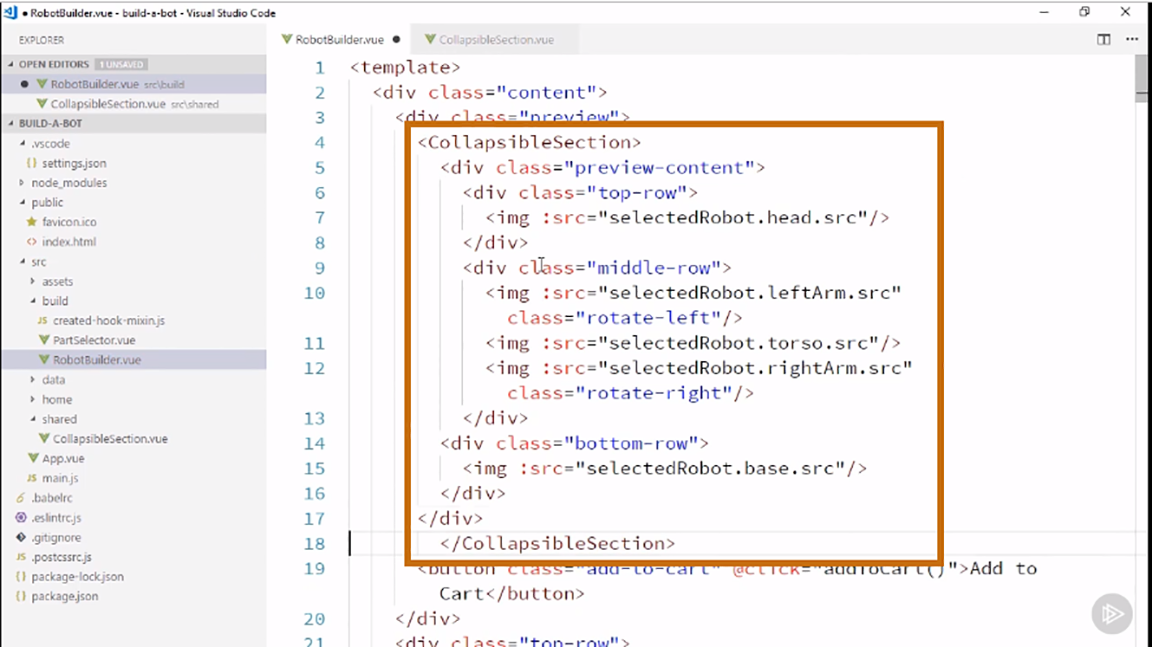 RobotBuilder.vue - build-a-bot - Visual Studio Code
EXPLORER
OPEN EDITORS 1 UNSAVED
RobotBuilder.vue src\build
CollapsibleSection.vue src\shared
BUILD-A-BOT
.vscode
settings.json
node_modules
public
favicon.ico
index.html
src
assets
build
JS created-hook-mixin.js
PartSelector.vue
RobotBuilder.vue
data
home
shared
CollapsibleSection.vue
App.vue
JS main.js
.babelrc
.eslintrc.js
.gitignore
JS .postcssrc.js
package-lock.json
package.json
RobotBuilder.vue CollapsibleSection.vue
1 <template>
2 <div class="content">
3 <div class="preview">
4 <CollapsibleSection>
5 <div class="preview-content">
6 <div class="top-row">
7 <img :src="selectedRobot.head.src"/>
8 </div>
9 <div class="middle-row">
10 <img :src="selectedRobot.leftArm.src"
class="rotate-left"/>
11 <img :src="selectedRobot.torso.src"/>
12 <img :src="selectedRobot.rightArm.src"
class="rotate-right"/>
13 </div>
14 <div class="bottom-row">
15 <img :src="selectedRobot.base.src"/>
16 </div>
17 </div>
18 </CollapsibleSection>
19 <button class="add-to-cart" @click="addToCart()">Add to
Cart</button>
20 </div>
21 <div class="top-row">